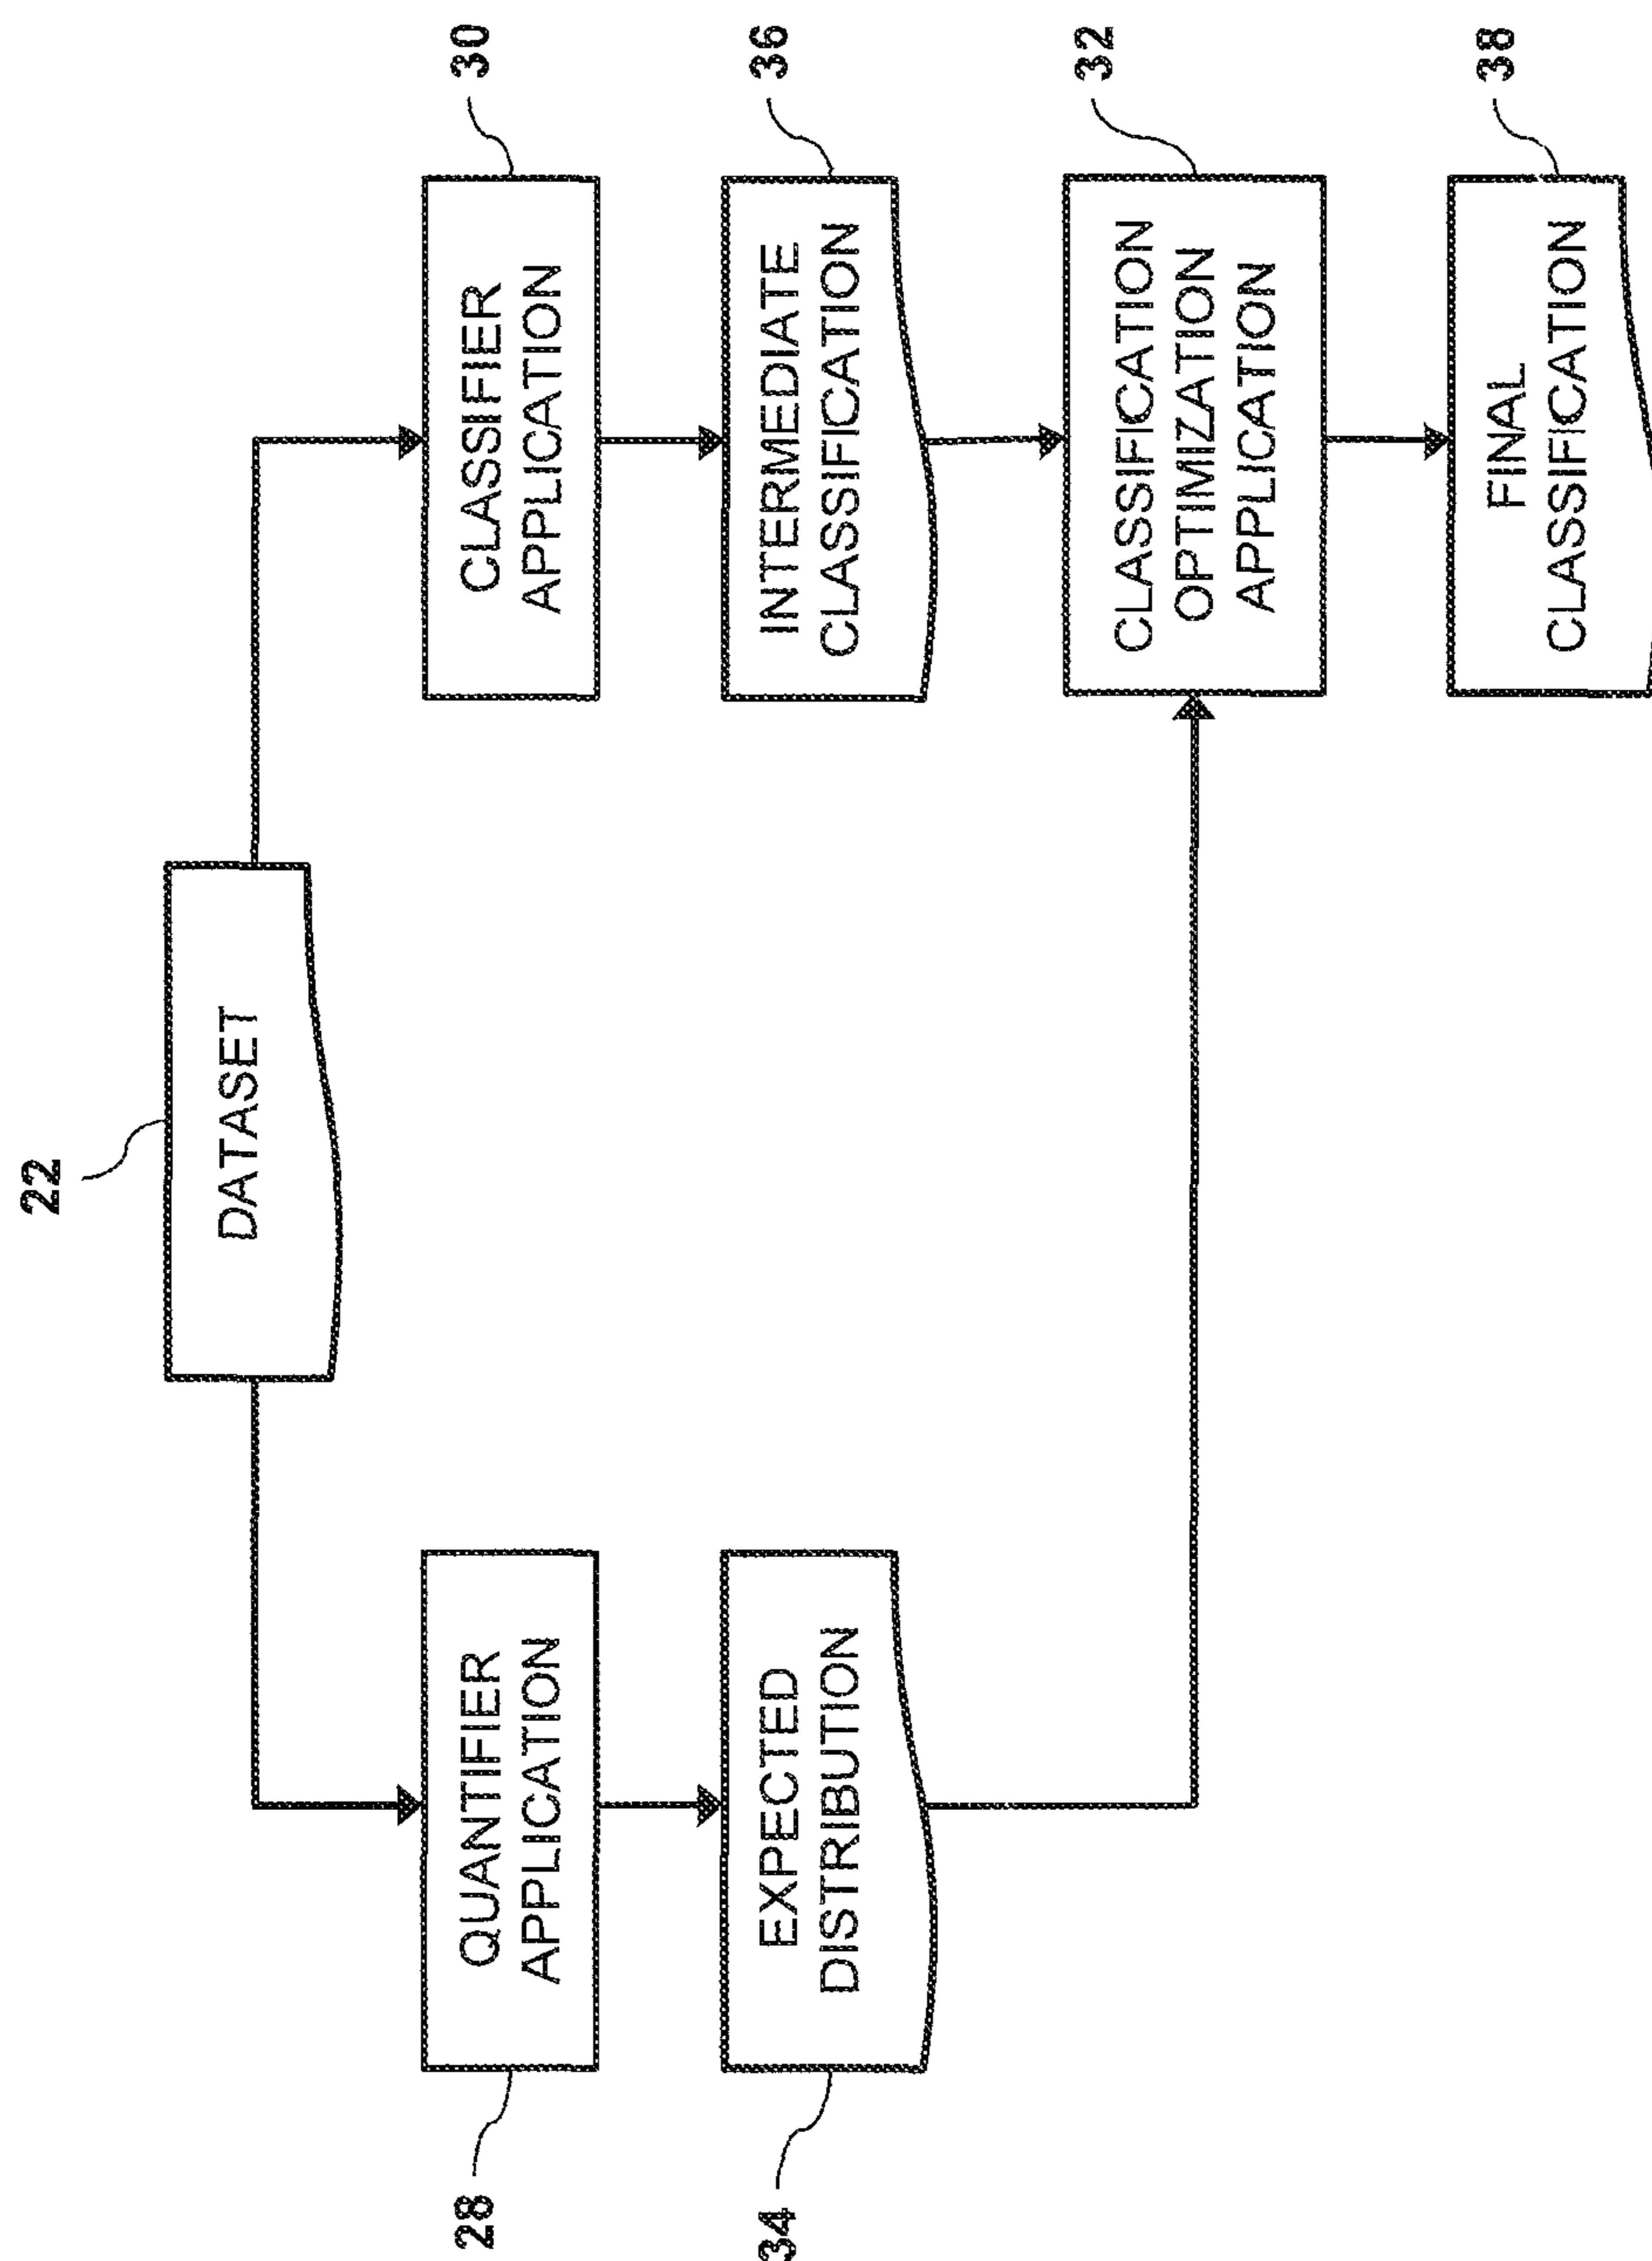 22
DATASET
28
QUANTIFIER
APPLICATION
30
CLASSIFIER
APPLICATION
34
EXPECTED
DISTRIBUTION
36
INTERMEDIATE
CLASSIFICATION
32
CLASSIFICATION
OPTIMIZATION
APPLICATION
38
FINAL
CLASSIFICATION